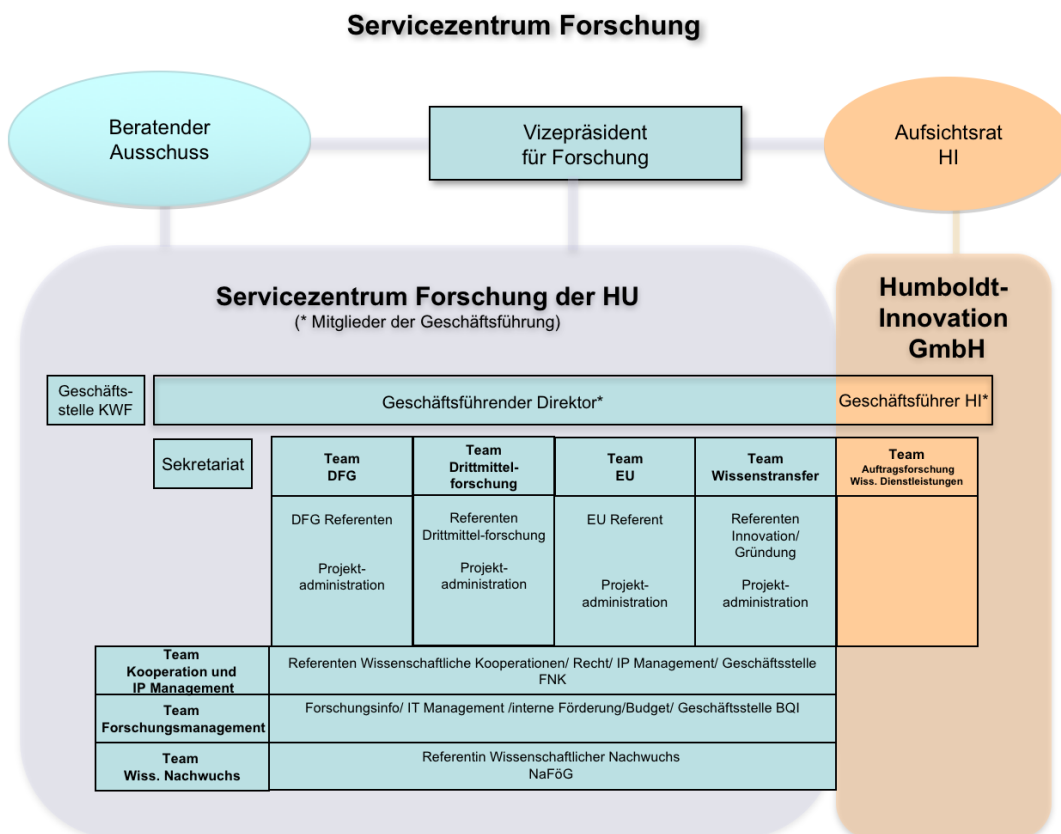 Servicezentrum Forschung
Beratender
Ausschuss
Vizepräsident
für Forschung
Aufsichtsrat
HI
Servicezentrum Forschung der HU
(* Mitglieder der Geschäftsführung)
Humboldt-
Innovation
GmbH
Geschäfts-
stelle KWF
Geschäftsführender Direktor*
Geschäftsführer HI*
Sekretariat
Team
DFG
Team
Drittmittel-
forschung
Team
EU
Team
Wissenstransfer
Team
Auftragsforschung
Wiss. Dienstleistungen
DFG Referenten
Projekt-
administration
Referenten
Drittmittel-forschung
Projekt-
administration
EU Referent
Projekt-
administration
Referenten
Innovation/
Gründung
Projekt-
administration
Team
Kooperation und
IP Management
Referenten Wissenschaftliche Kooperationen/ Recht/ IP Management/ Geschäftsstelle
FNK
Team
Forschungsmanagement
Forschungsinfo/ IT Management /interne Förderung/Budget/ Geschäftsstelle BQI
Team
Wiss. Nachwuchs
Referentin Wissenschaftlicher Nachwuchs
NaFöG